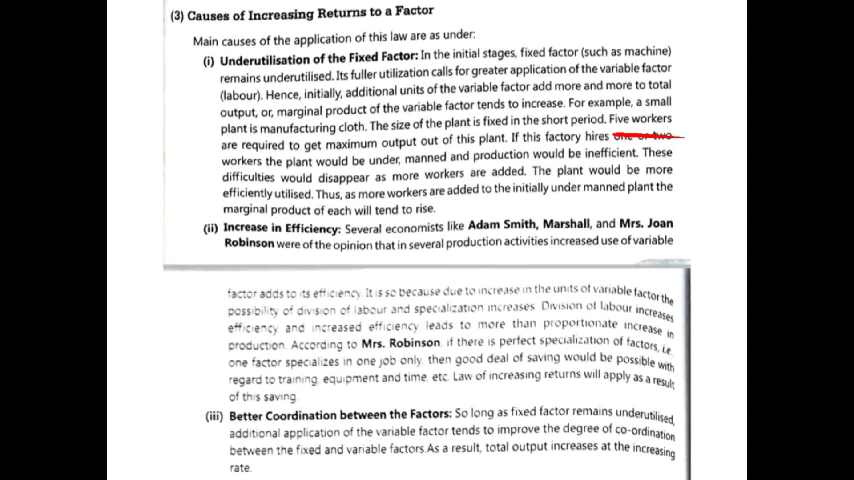 (3) Causes of Increasing Returns to a Factor
Main causes of the application of this law are as under:
(i) Underutilisation of the Fixed Factor: In the initial stages, fixed factor (such as machine)
remains underutilised. Its fuller utilization calls for greater application of the variable factor
(labour). Hence, initially, additional units of the variable factor add more and more to total
output, or, marginal product of the variable factor tends to increase. For example, a small
plant is manufacturing cloth. The size of the plant is fixed in the short period. Five workers
are required to get maximum output out of this plant. If this factory hires one or two
workers the plant would be under, manned and production would be inefficient. These
difficulties would disappear as more workers are added. The plant would be more
efficiently utilised. Thus, as more workers are added to the initially under manned plant the
marginal product of each will tend to rise.
(ii) Increase in Efficiency: Several economists like Adam Smith, Marshall, and Mrs. Joan
Robinson were of the opinion that in several production activities increased use of variable
factor adds to its efficiency. It is so because due to increase in the units of variable factor the
possibility of division of labour and specialization increases. Division of labour increases
efficiency and increased efficiency leads to more than proportionate increase in
production. According to Mrs. Robinson, if there is perfect specialization of factors, i.e.
one factor specializes in one job only, then good deal of saving would be possible with
regard to training, equipment and time, etc. Law of increasing returns will apply as a result
of this saving.
(iii) Better Coordination between the Factors: So long as fixed factor remains underutilised,
additional application of the variable factor tends to improve the degree of co-ordination
between the fixed and variable factors.As a result, total output increases at the increasing
rate.